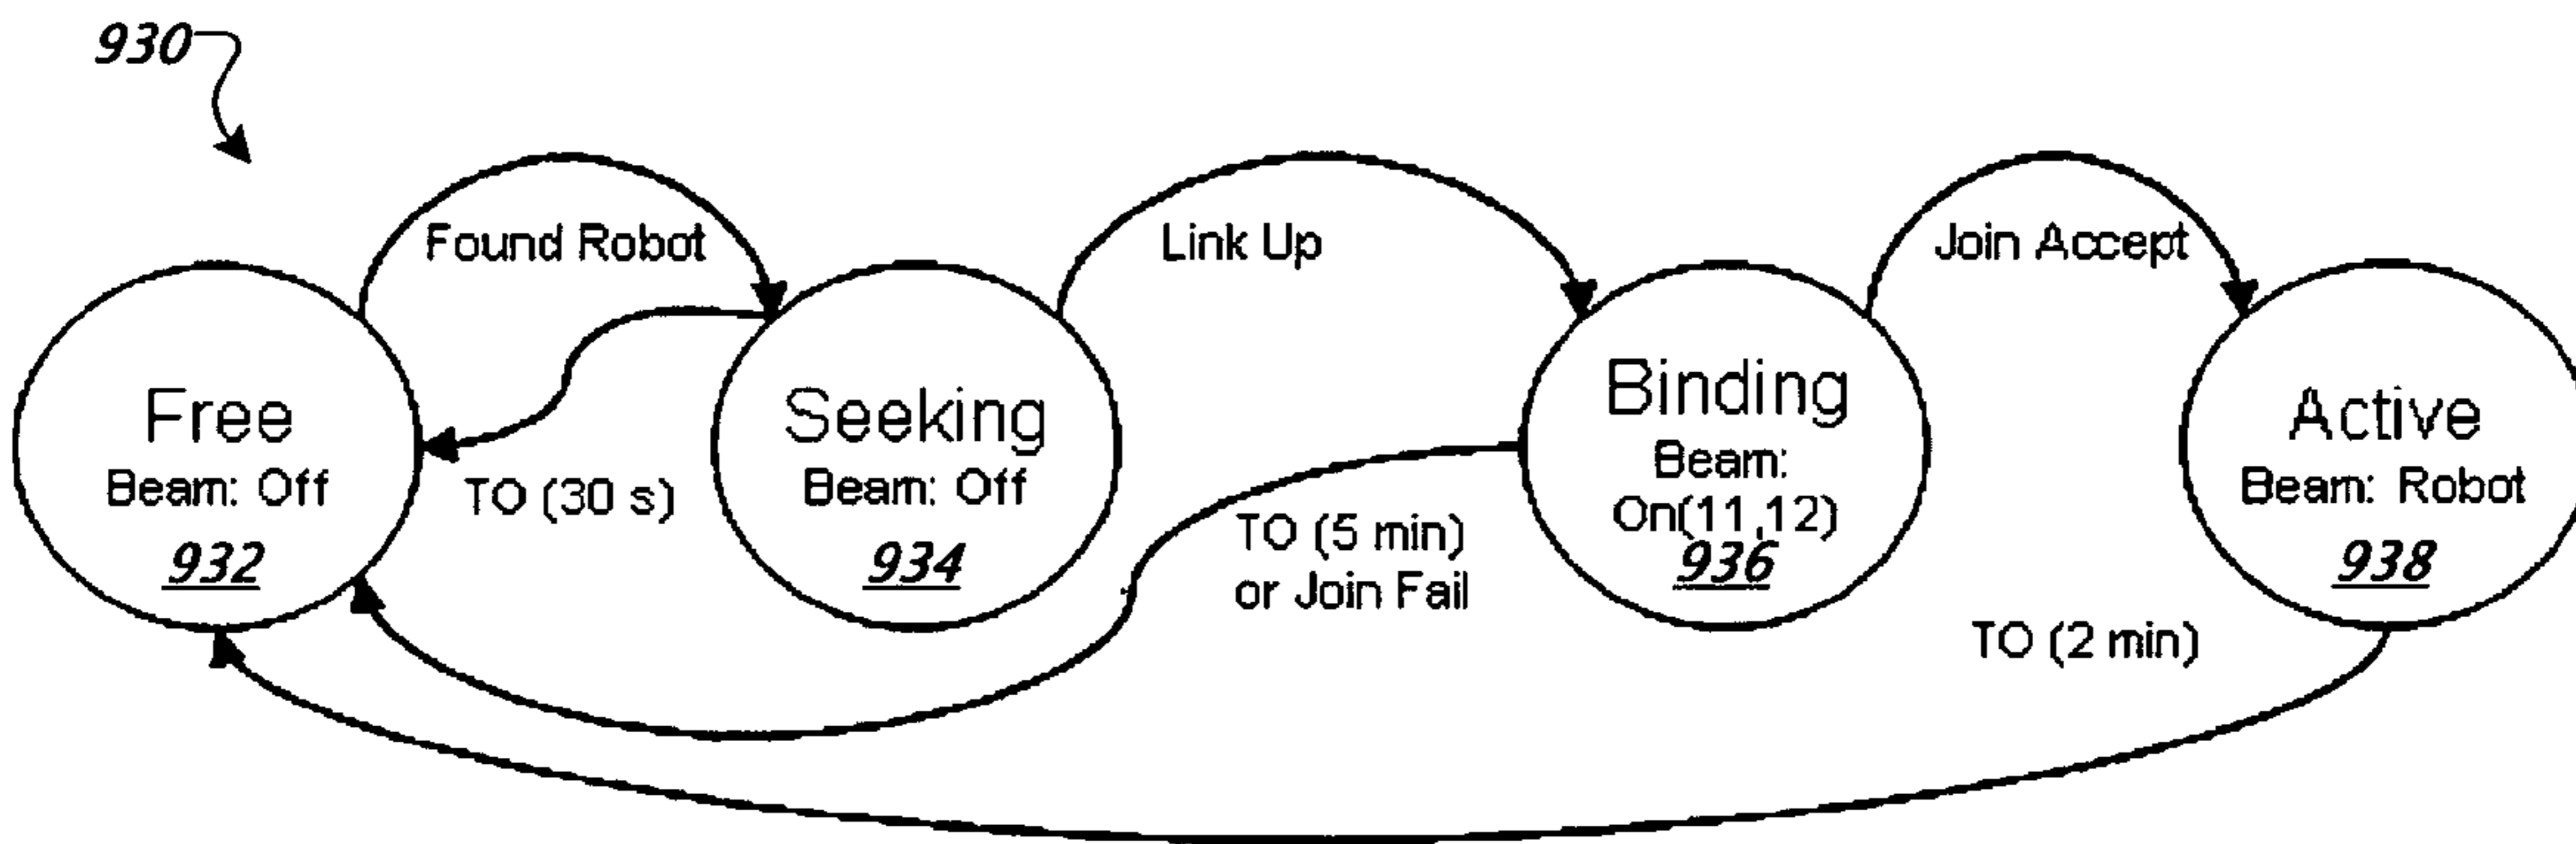 930
Found Robot
Link Up
Join Accept
Free
Beam: Off
932
TO (30 s)
Seeking
Beam: Off
934
TO (5 min)
or Join Fail
Binding
Beam:
On(11,12)
936
Active
Beam: Robot
938
TO (2 min)